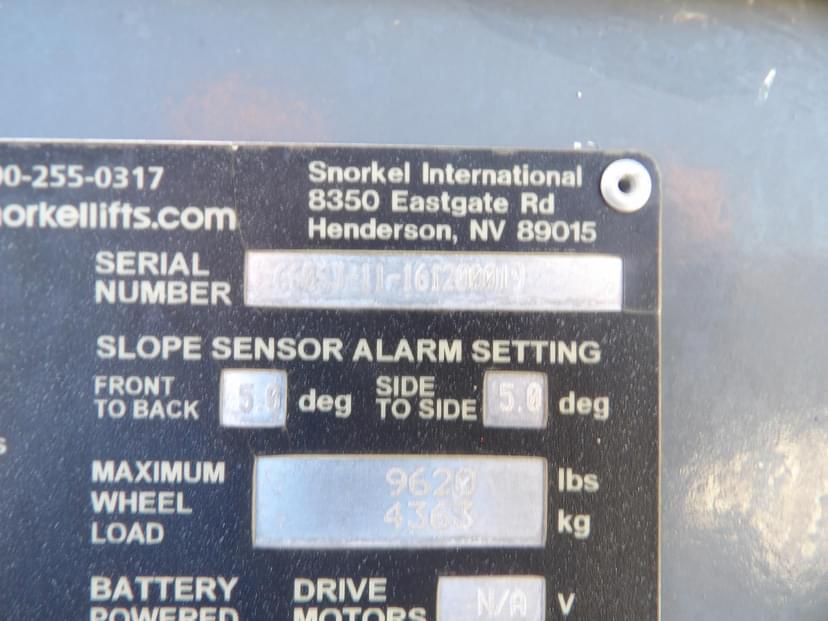 00-255-0317
norkellifts.com
Snorkel International
8350 Eastgate Rd
Henderson, NV 89015
SERIAL
NUMBER
SLOPE SENSOR ALARM SETTING
FRONT
TO BACK 5.0 deg
SIDE
TO SIDE 5.0 deg
MAXIMUM
WHEEL
LOAD
9620 lbs
4363 kg
BATTERY
POWERED
DRIVE
MOTORS N/A V